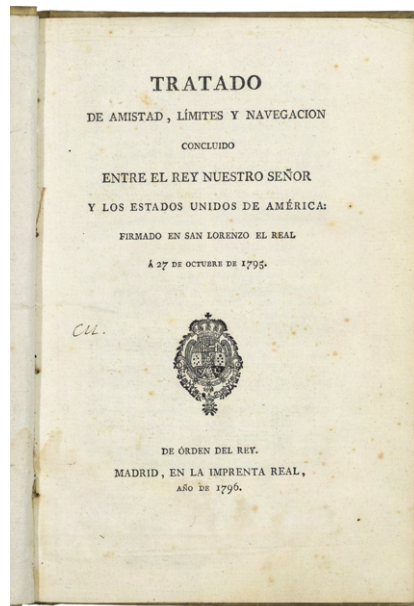 TRATADO
DE AMISTAD, LÍMITES Y NAVEGACION
CONCLUIDO
ENTRE EL REY NUESTRO SEÑOR
Y LOS ESTADOS UNIDOS DE AMÉRICA:
FIRMADO EN SAN LORENZO EL REAL
Á 27 DE OCTUBRE DE 1795.
DE ÓRDEN DEL REY.
MADRID, EN LA IMPRENTA REAL,
AÑO DE 1796.